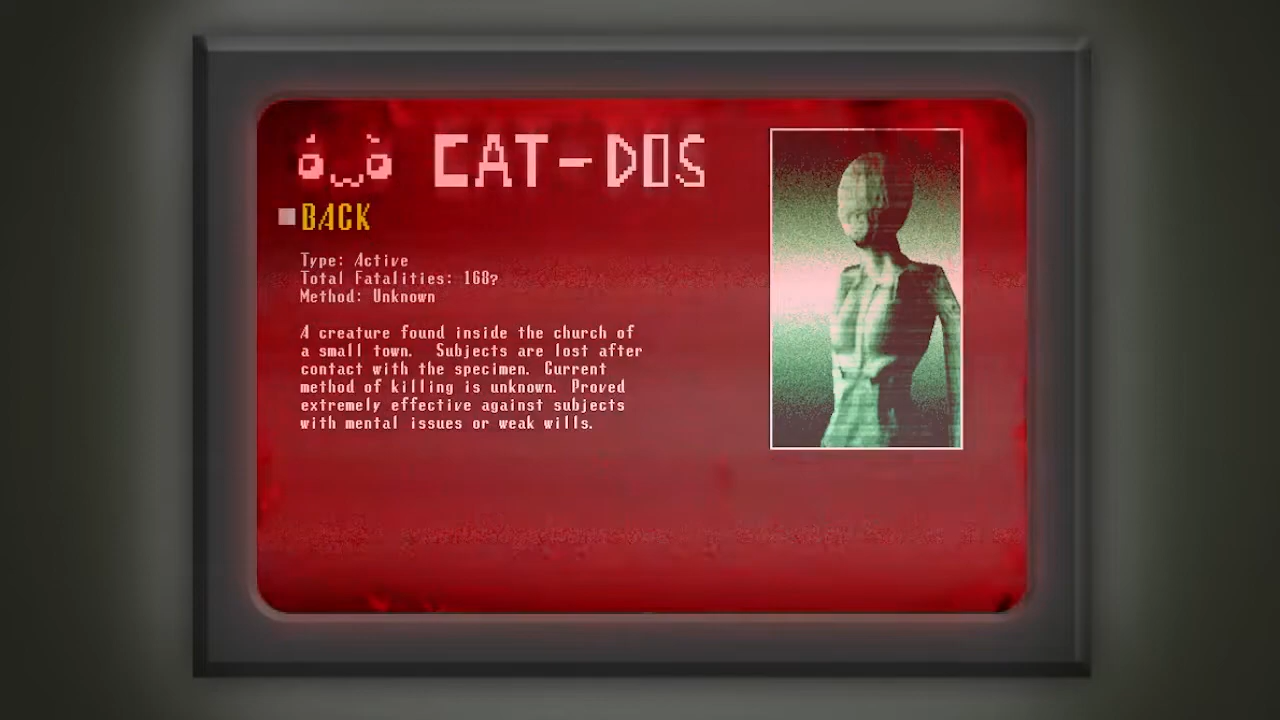 CAT-DOS
BACK
Type: Active
Total Fatalities: 168?
Method: Unknown
A creature found inside the church of
a small town.  Subjects are lost after
contact with the specimen.  Current
method of killing is unknown.  Proved
extremely effective against subjects
with mental issues or weak wills.